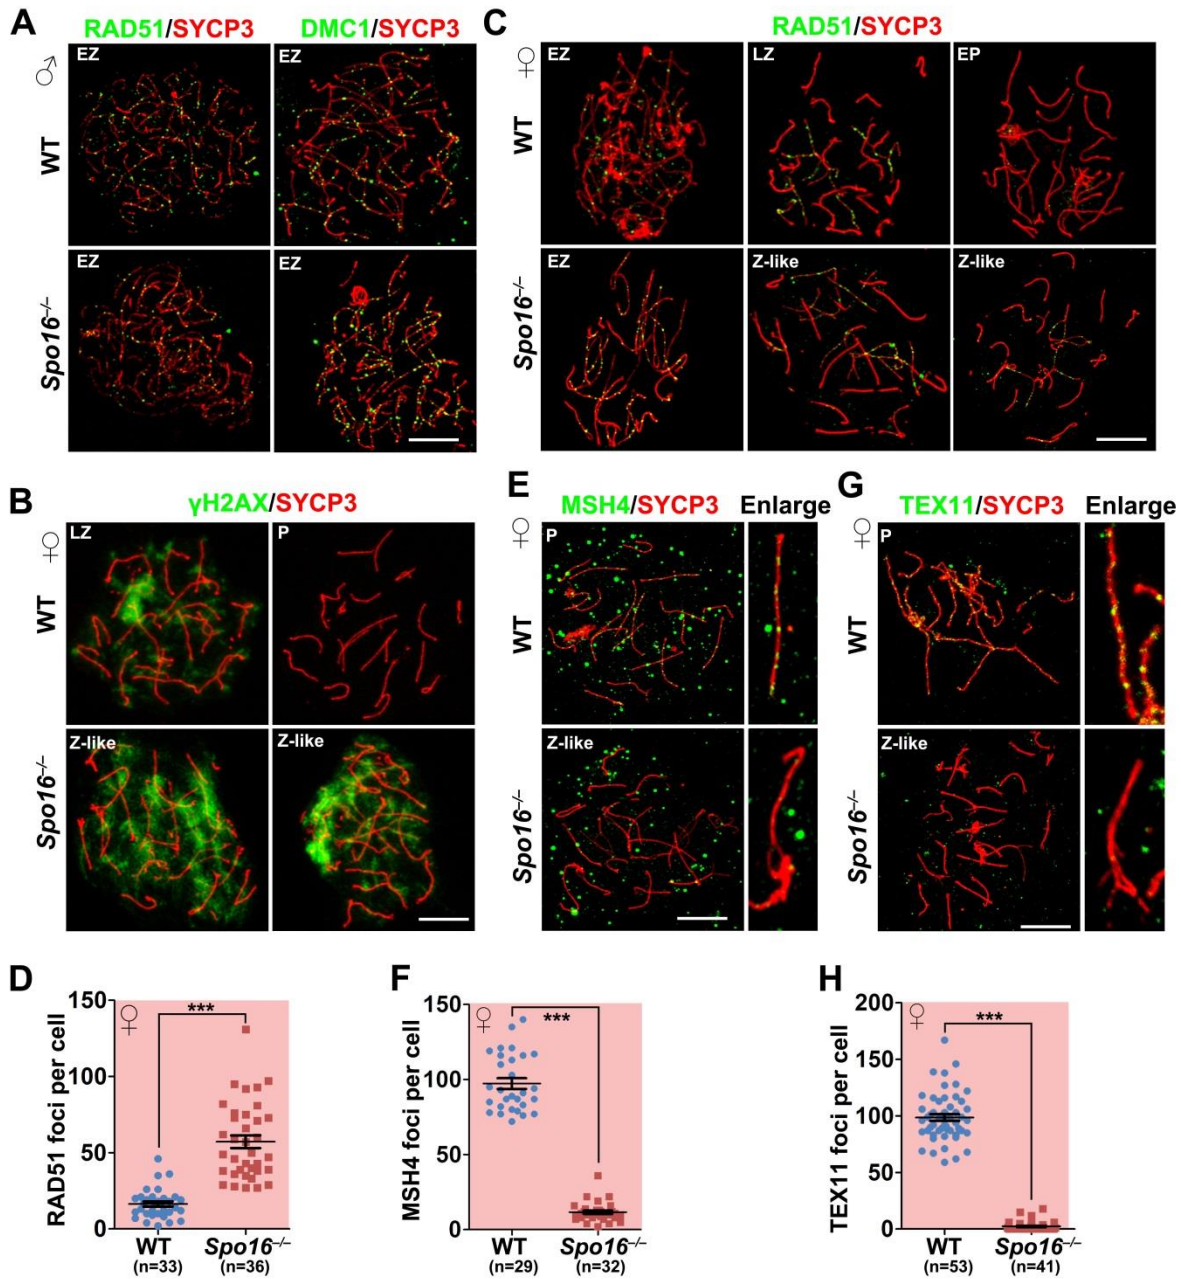 A
RAD51/SYCP3
DMC1/SYCP3
♂
WT
Spo16–/–
EZ
EZ
EZ
EZ
C
RAD51/SYCP3
♀
WT
Spo16–/–
EZ
LZ
EP
EZ
Z-like
Z-like
B
γH2AX/SYCP3
♀
WT
Spo16–/–
LZ
P
Z-like
Z-like
E
MSH4/SYCP3
Enlarge
♀
WT
Spo16–/–
P
Z-like
G
TEX11/SYCP3
Enlarge
♀
WT
Spo16–/–
P
Z-like
D
RAD51 foci per cell
150
100
50
0
♀
***
WT
(n=33)
Spo16–/–
(n=36)
F
MSH4 foci per cell
150
100
50
0
♀
***
WT
(n=29)
Spo16–/–
(n=32)
H
TEX11 foci per cell
200
150
100
50
0
♀
***
WT
(n=53)
Spo16–/–
(n=41)